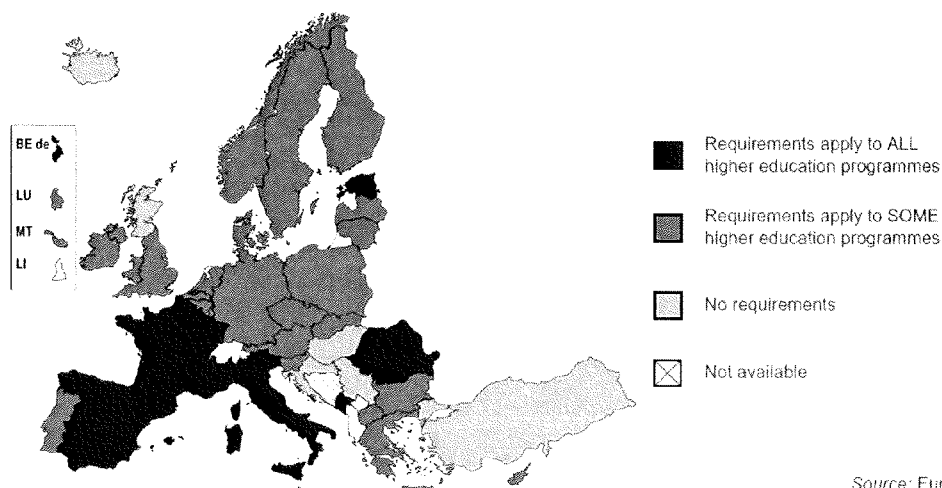 BE de
LU
MT
LI
Requirements apply to ALL
higher education programmes
Requirements apply to SOME
higher education programmes
No requirements
Not available
Source: Eur